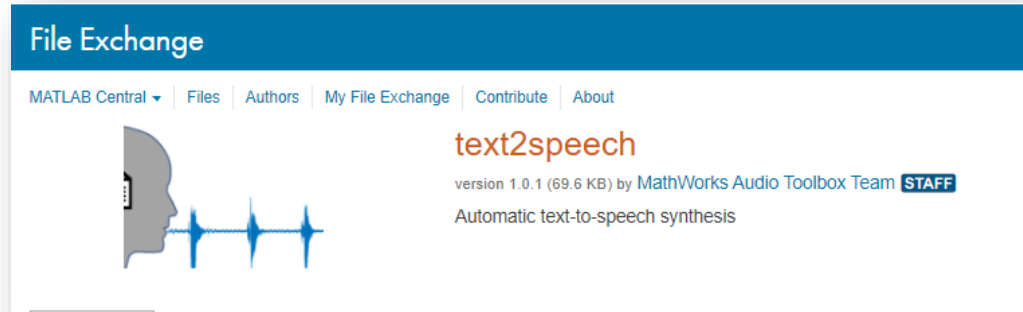 File Exchange
MATLAB Central Files Authors My File Exchange Contribute About
text2speech
version 1.0.1 (69.6 KB) by MathWorks Audio Toolbox Team STAFF
Automatic text-to-speech synthesis